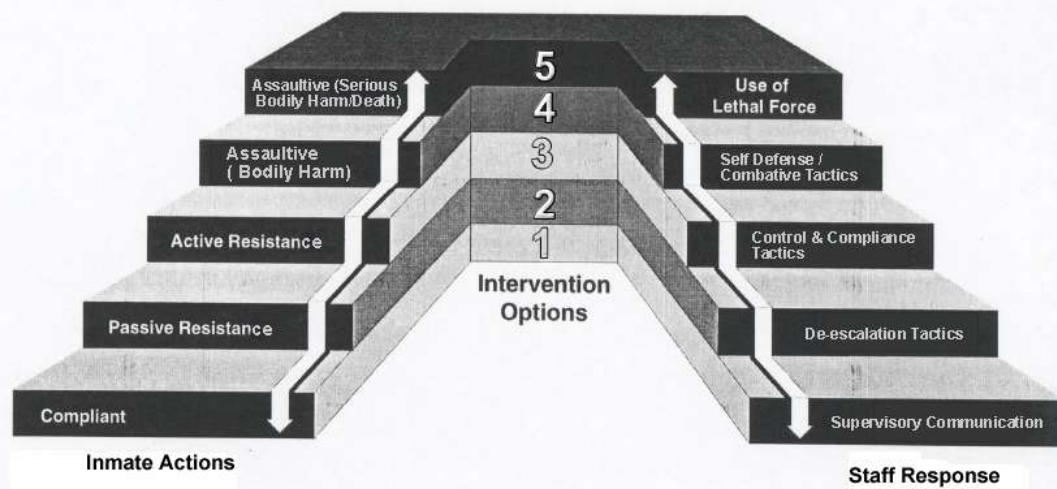 Assaultive (Serious
Bodily Harm/Death)
5
Use of
Lethal Force
4
Assaultive
( Bodily Harm)
3
Self Defense /
Combative Tactics
Active Resistance
2
Control & Compliance
Tactics
1
Intervention
Options
Passive Resistance
De-escalation Tactics
Compliant
Supervisory Communication
Inmate Actions
Staff Response